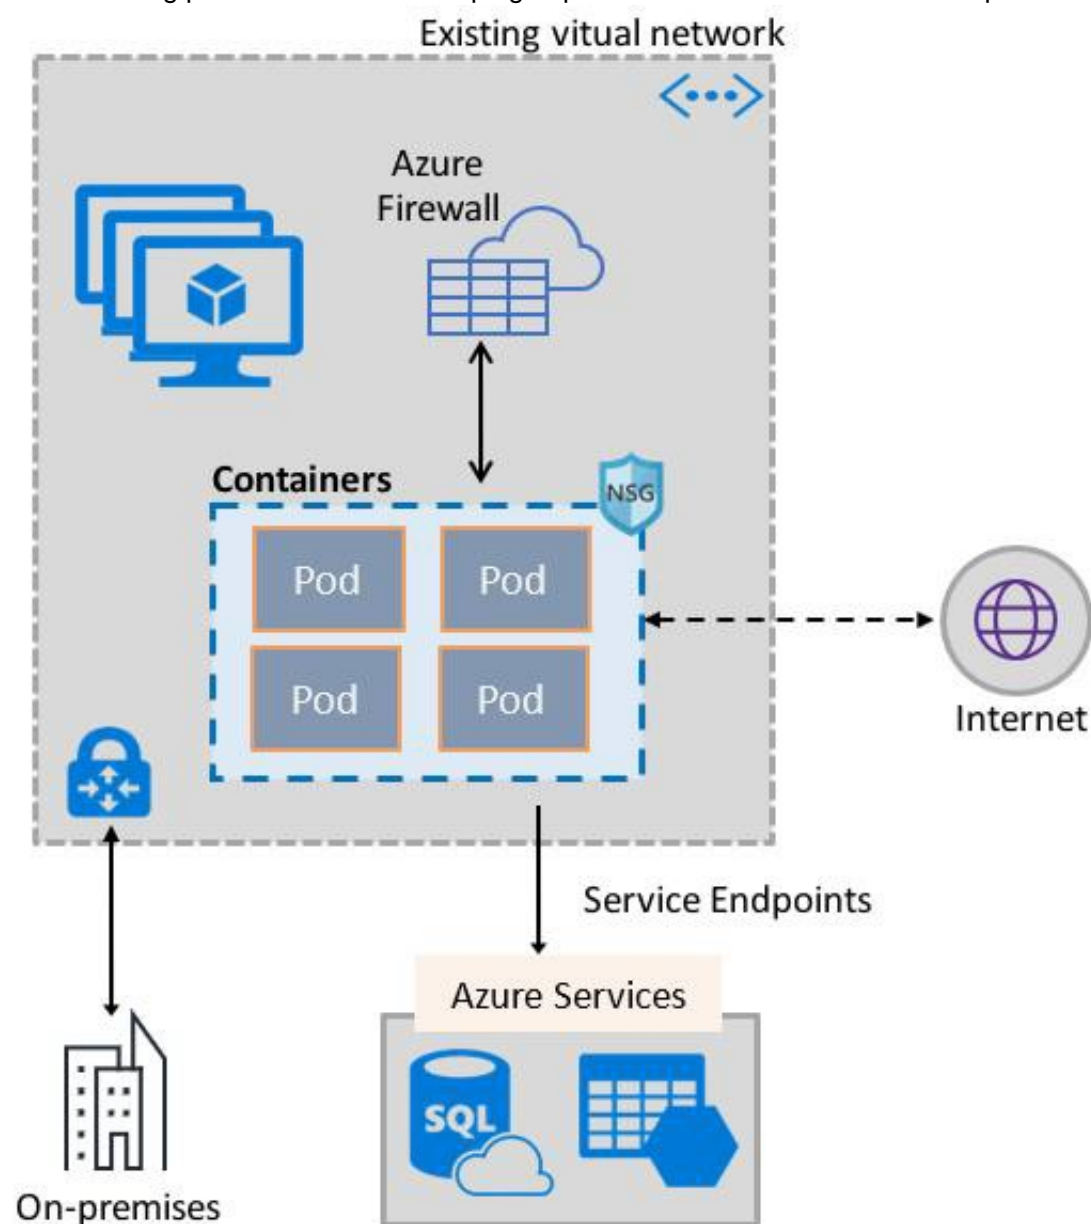 Existing vitual network
Azure
Firewall
Containers
NSG
Pod
Pod
Pod
Pod
Internet
Service Endpoints
Azure Services
SQL
On-premises